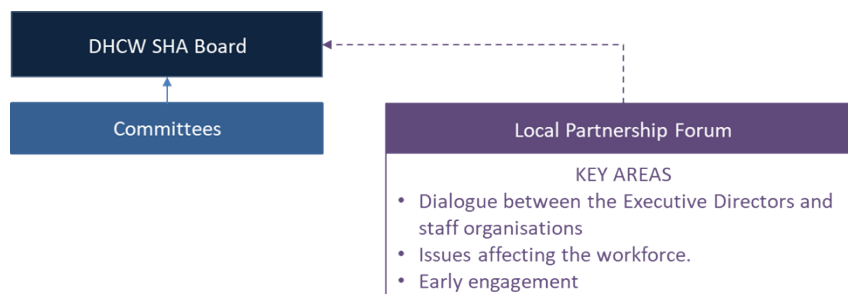 DHCW SHA Board
Committees
Local Partnership Forum
KEY AREAS
• Dialogue between the Executive Directors and
staff organisations
• Issues affecting the workforce.
• Early engagement